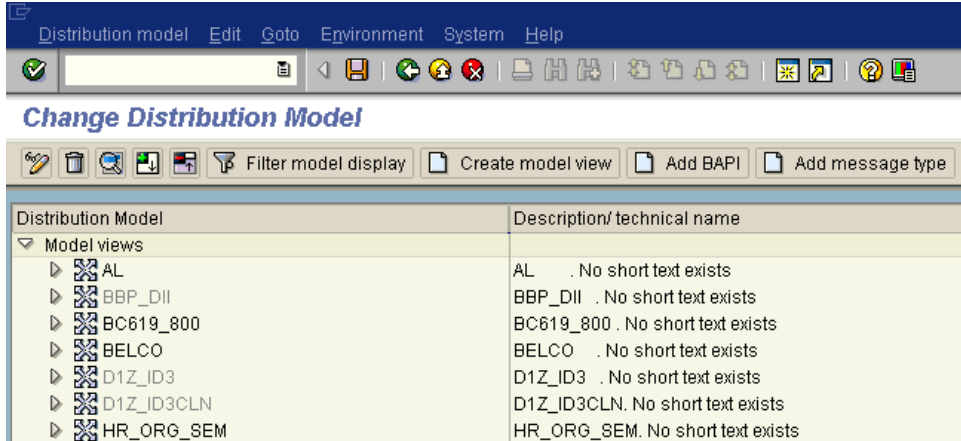 Distribution model Edit Goto Environment System Help
Change Distribution Model
Filter model display Create model view Add BAPI Add message type
Distribution Model Description/ technical name
Model views
AL AL . No short text exists
BBP_DII BBP_DII . No short text exists
BC619_800 BC619_800 . No short text exists
BELCO BELCO . No short text exists
D1Z_ID3 D1Z_ID3 . No short text exists
D1Z_ID3CLN D1Z_ID3CLN. No short text exists
HR_ORG_SEM HR_ORG_SEM. No short text exists